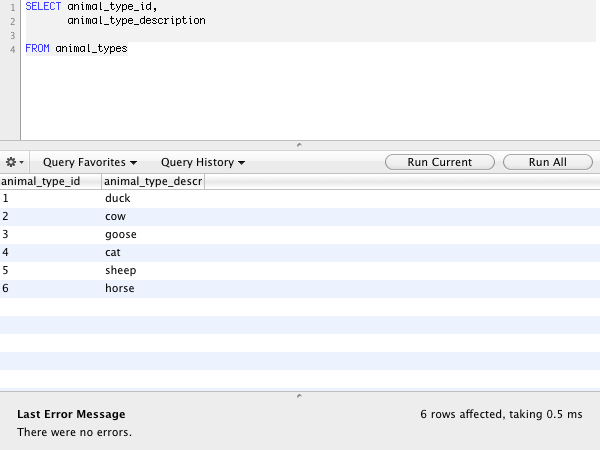 1 SELECT animal_type_id,
2 animal_type_description
3
4 FROM animal_types
Query Favorites Query History Run Current Run All
animal_type_id animal_type_descr
1 duck
2 cow
3 goose
4 cat
5 sheep
6 horse
Last Error Message 6 rows affected, taking 0.5 ms
There were no errors.